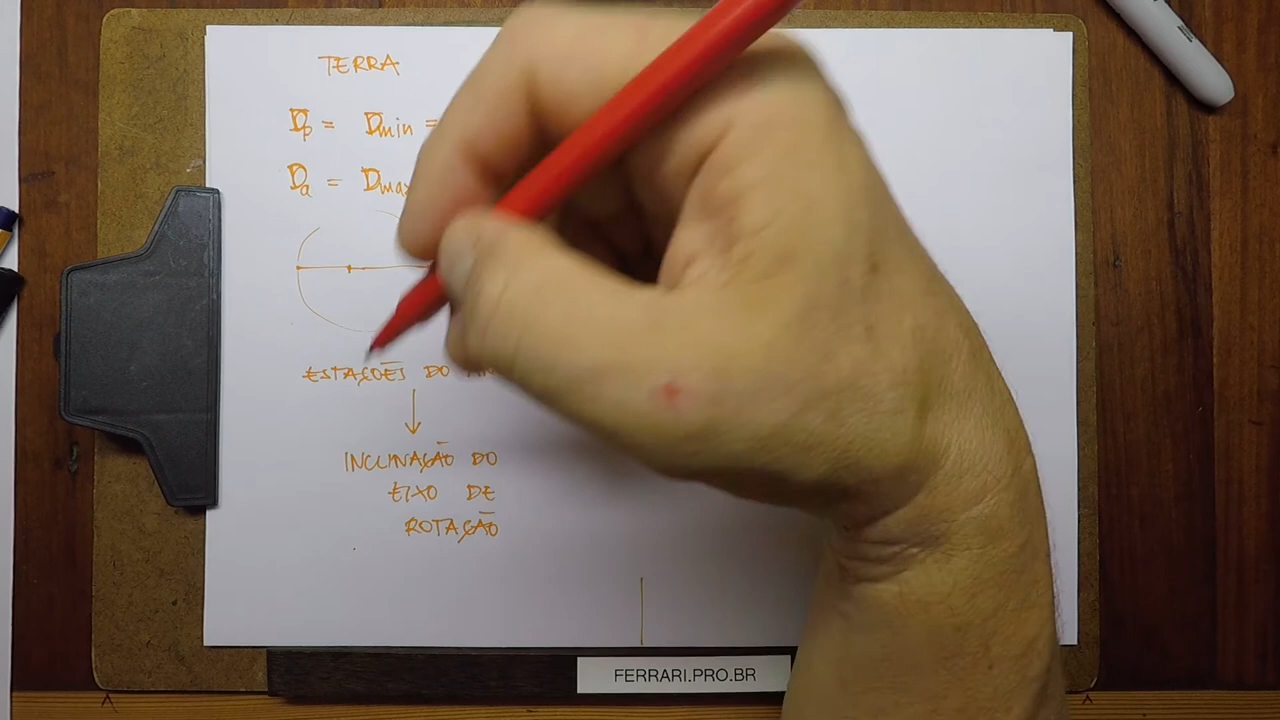 TERRA
Dp = Dmin =
Da = Dmax
ESTAÇÕES DO
INCLINAÇÃO DO
EIXO DE
ROTAÇÃO
FERRARI.PRO.BR